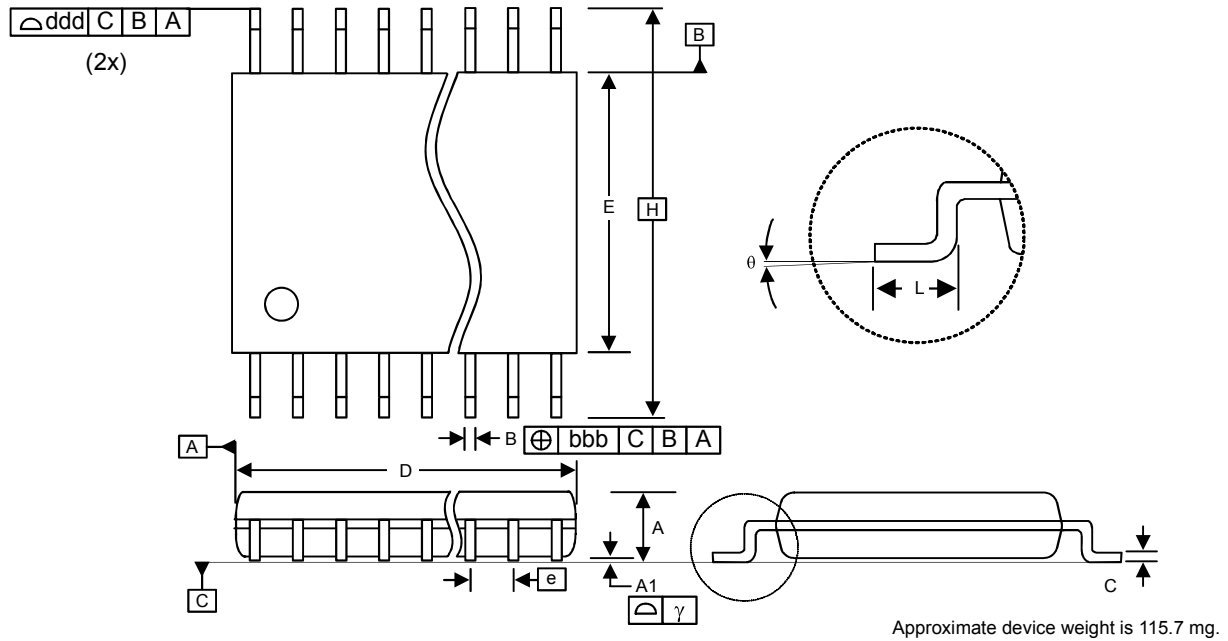 ⌓ ddd C B A
(2x)
B
E
H
θ
L
B ⌖ bbb C B A
A
D
A
e
A1
C
⌓ γ
C
Approximate device weight is 115.7 mg.